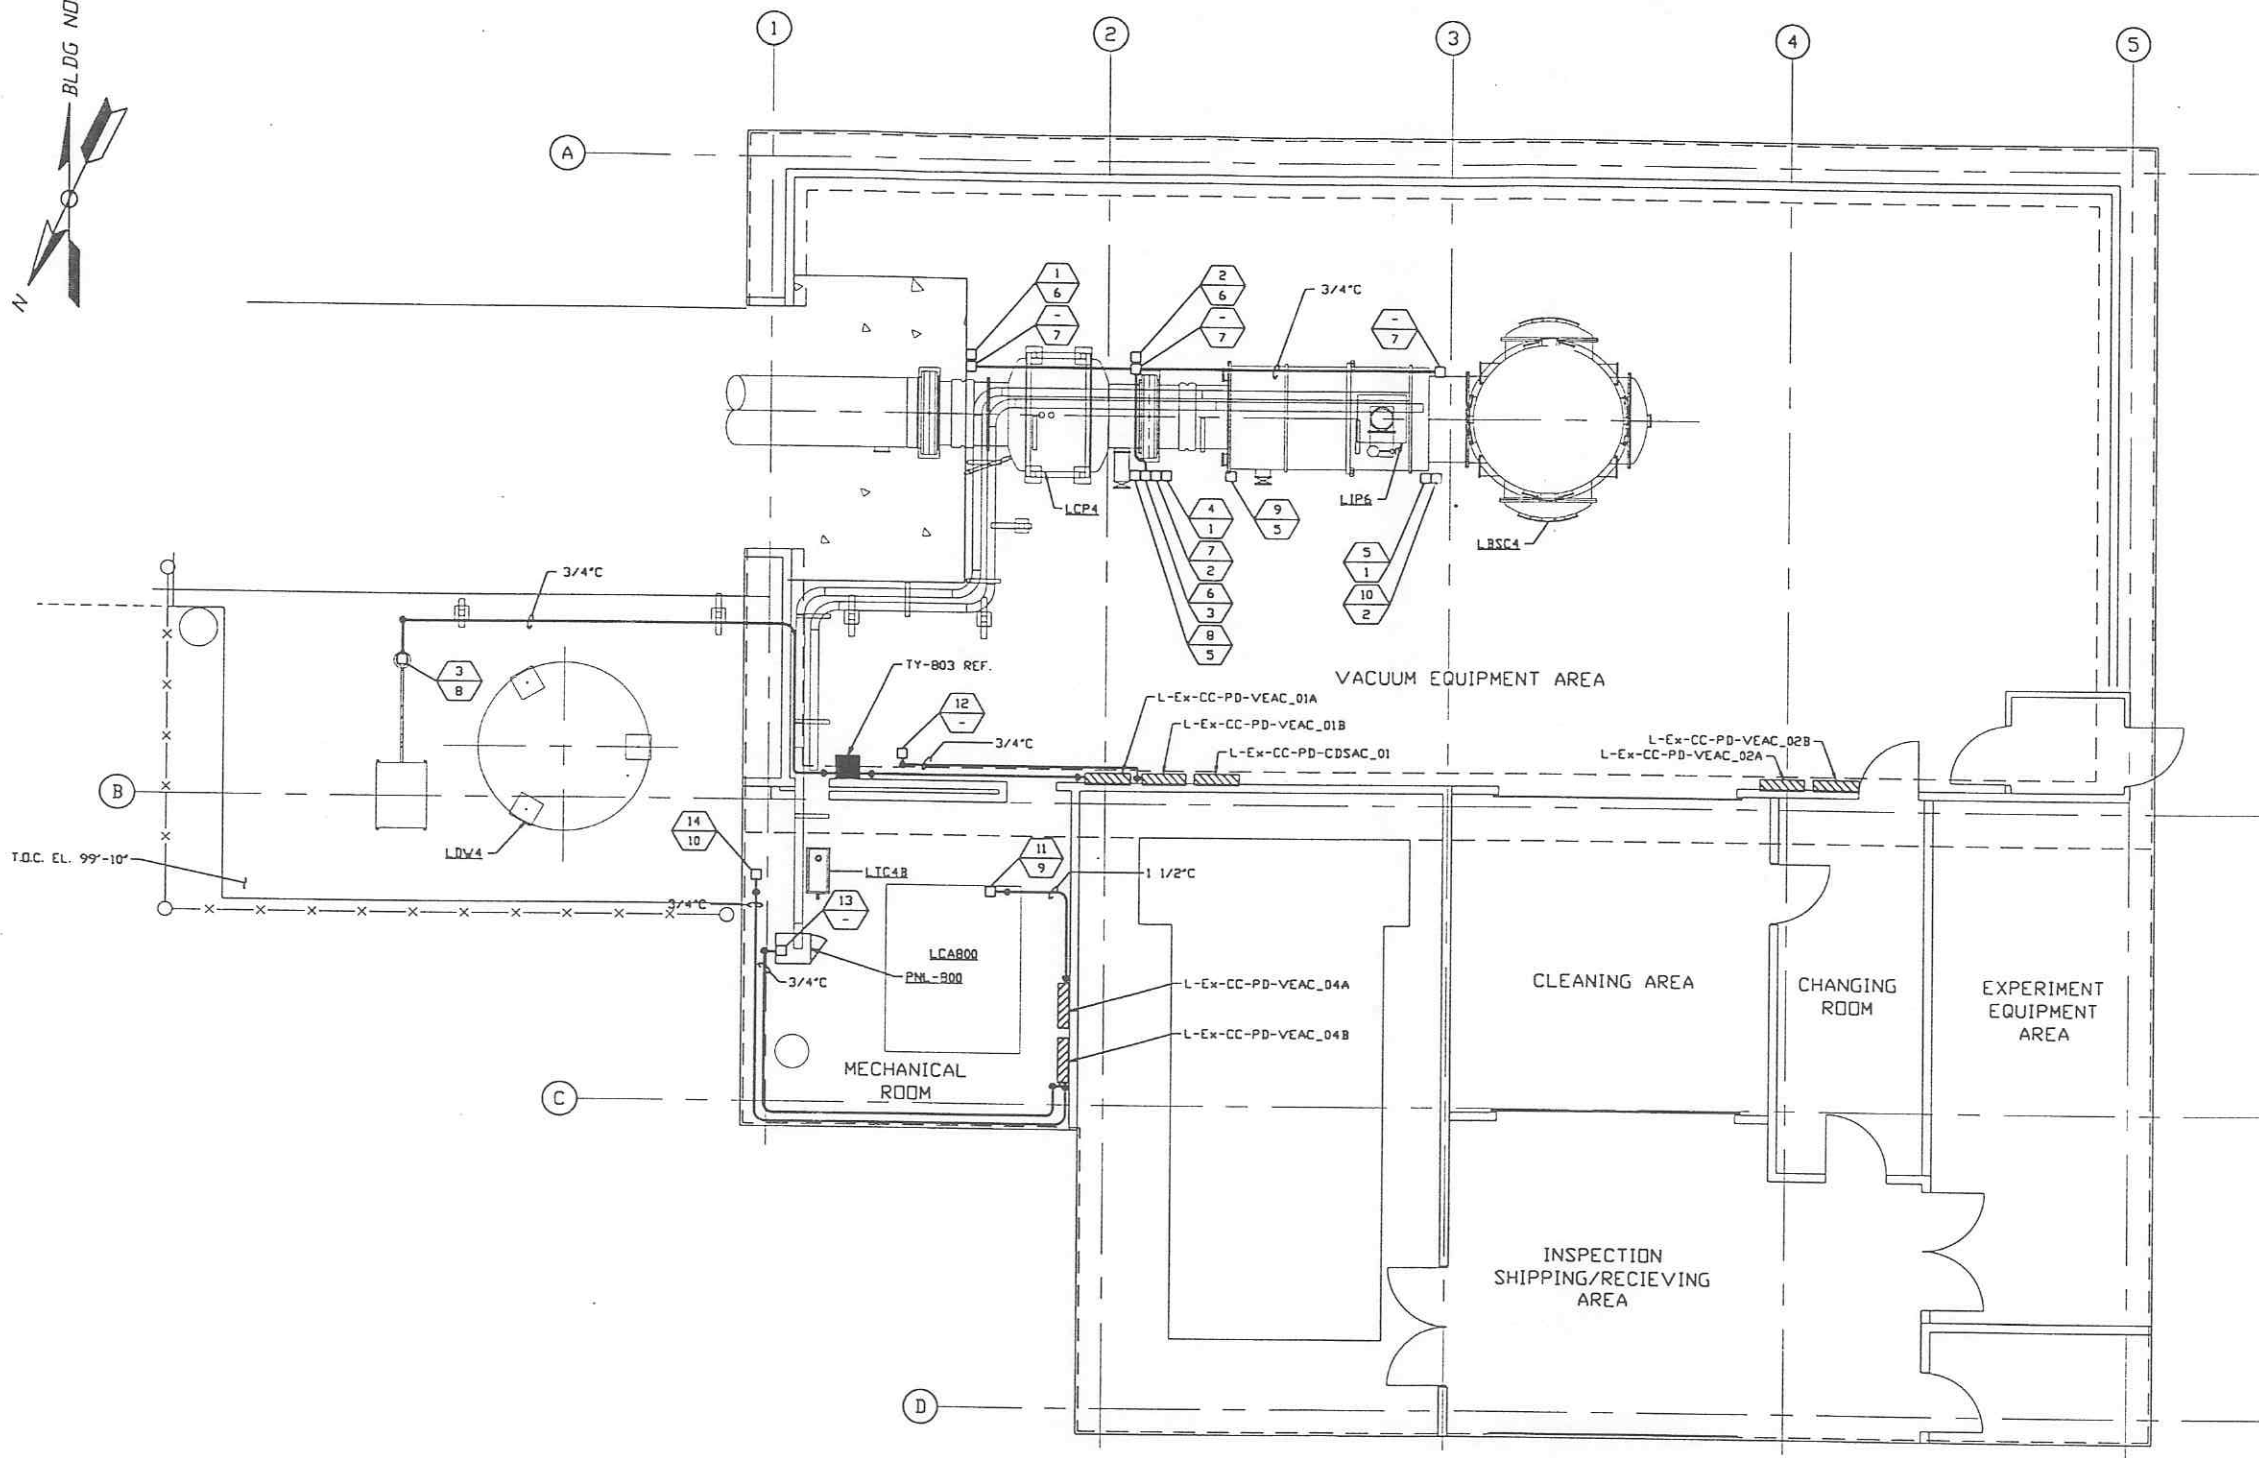 BLDG NO
N
1
2
3
4
5
A
1
6
-
7
2
6
-
7
3/4"C
-
7
LCP4
4
1
9
5
LIP6
LBSC4
7
2
5
1
6
3
10
2
8
5
3/4"C
3
8
TY-803 REF.
VACUUM EQUIPMENT AREA
12
-
3/4"C
L-Ex-CC-PD-VEAC_01A
L-Ex-CC-PD-VEAC_01B
L-Ex-CC-PD-CDSAC_01
L-Ex-CC-PD-VEAC_02B
L-Ex-CC-PD-VEAC_02A
B
LDW4
T.O.C. EL. 99'-10"
14
10
11
9
LTC4B
1 1/2"C
3/4"C
13
-
LCA800
PNL-800
3/4"C
L-Ex-CC-PD-VEAC_04A
L-Ex-CC-PD-VEAC_04B
CLEANING AREA
CHANGING
ROOM
EXPERIMENT
EQUIPMENT
AREA
MECHANICAL
ROOM
C
INSPECTION
SHIPPING/RECIEVING
AREA
D